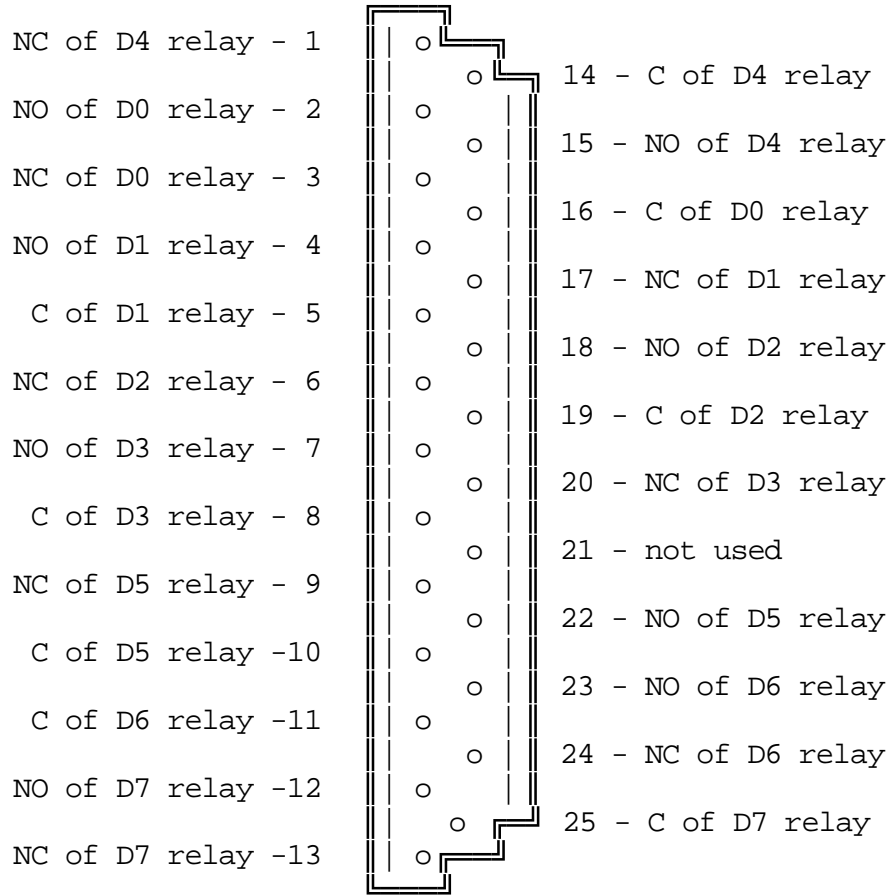 NC of D4 relay - 1
14 - C of D4 relay
NO of D0 relay - 2
15 - NO of D4 relay
NC of D0 relay - 3
16 - C of D0 relay
NO of D1 relay - 4
17 - NC of D1 relay
C of D1 relay - 5
18 - NO of D2 relay
NC of D2 relay - 6
19 - C of D2 relay
NO of D3 relay - 7
20 - NC of D3 relay
C of D3 relay - 8
21 - not used
NC of D5 relay - 9
22 - NO of D5 relay
C of D5 relay -10
23 - NO of D6 relay
C of D6 relay -11
24 - NC of D6 relay
NO of D7 relay -12
25 - C of D7 relay
NC of D7 relay -13